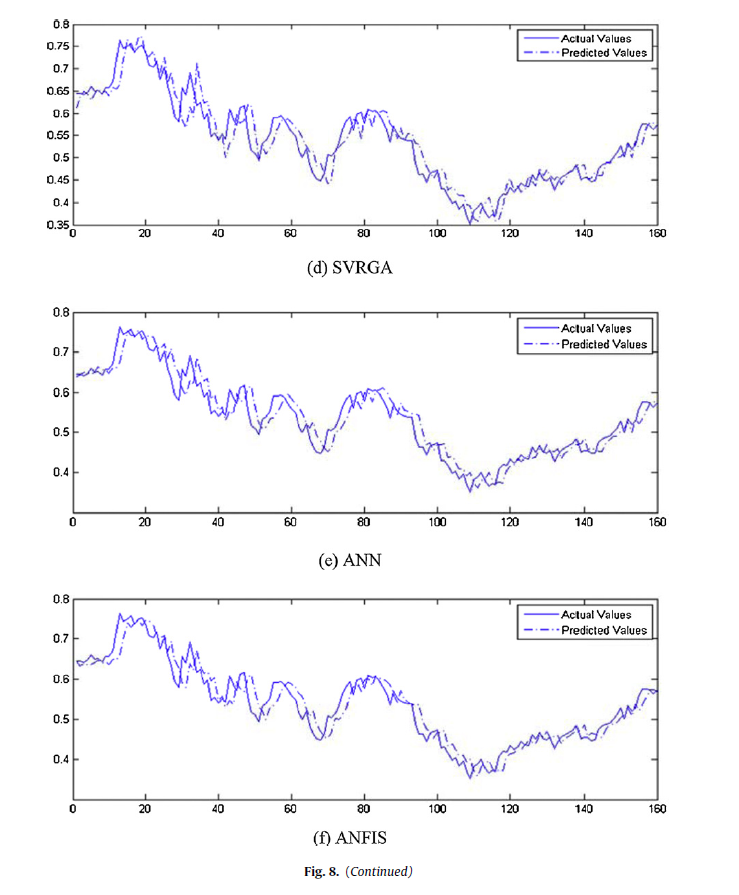 0.8
0.75
0.7
0.65
0.6
0.55
0.5
0.45
0.4
0.35
Actual Values
Predicted Values
0 20 40 60 80 100 120 140 160
(d) SVRGA
0.8
0.7
0.6
0.5
0.4
Actual Values
Predicted Values
0 20 40 60 80 100 120 140 160
(e) ANN
0.8
0.7
0.6
0.5
0.4
Actual Values
Predicted Values
0 20 40 60 80 100 120 140 160
(f) ANFIS
Fig. 8. (Continued)